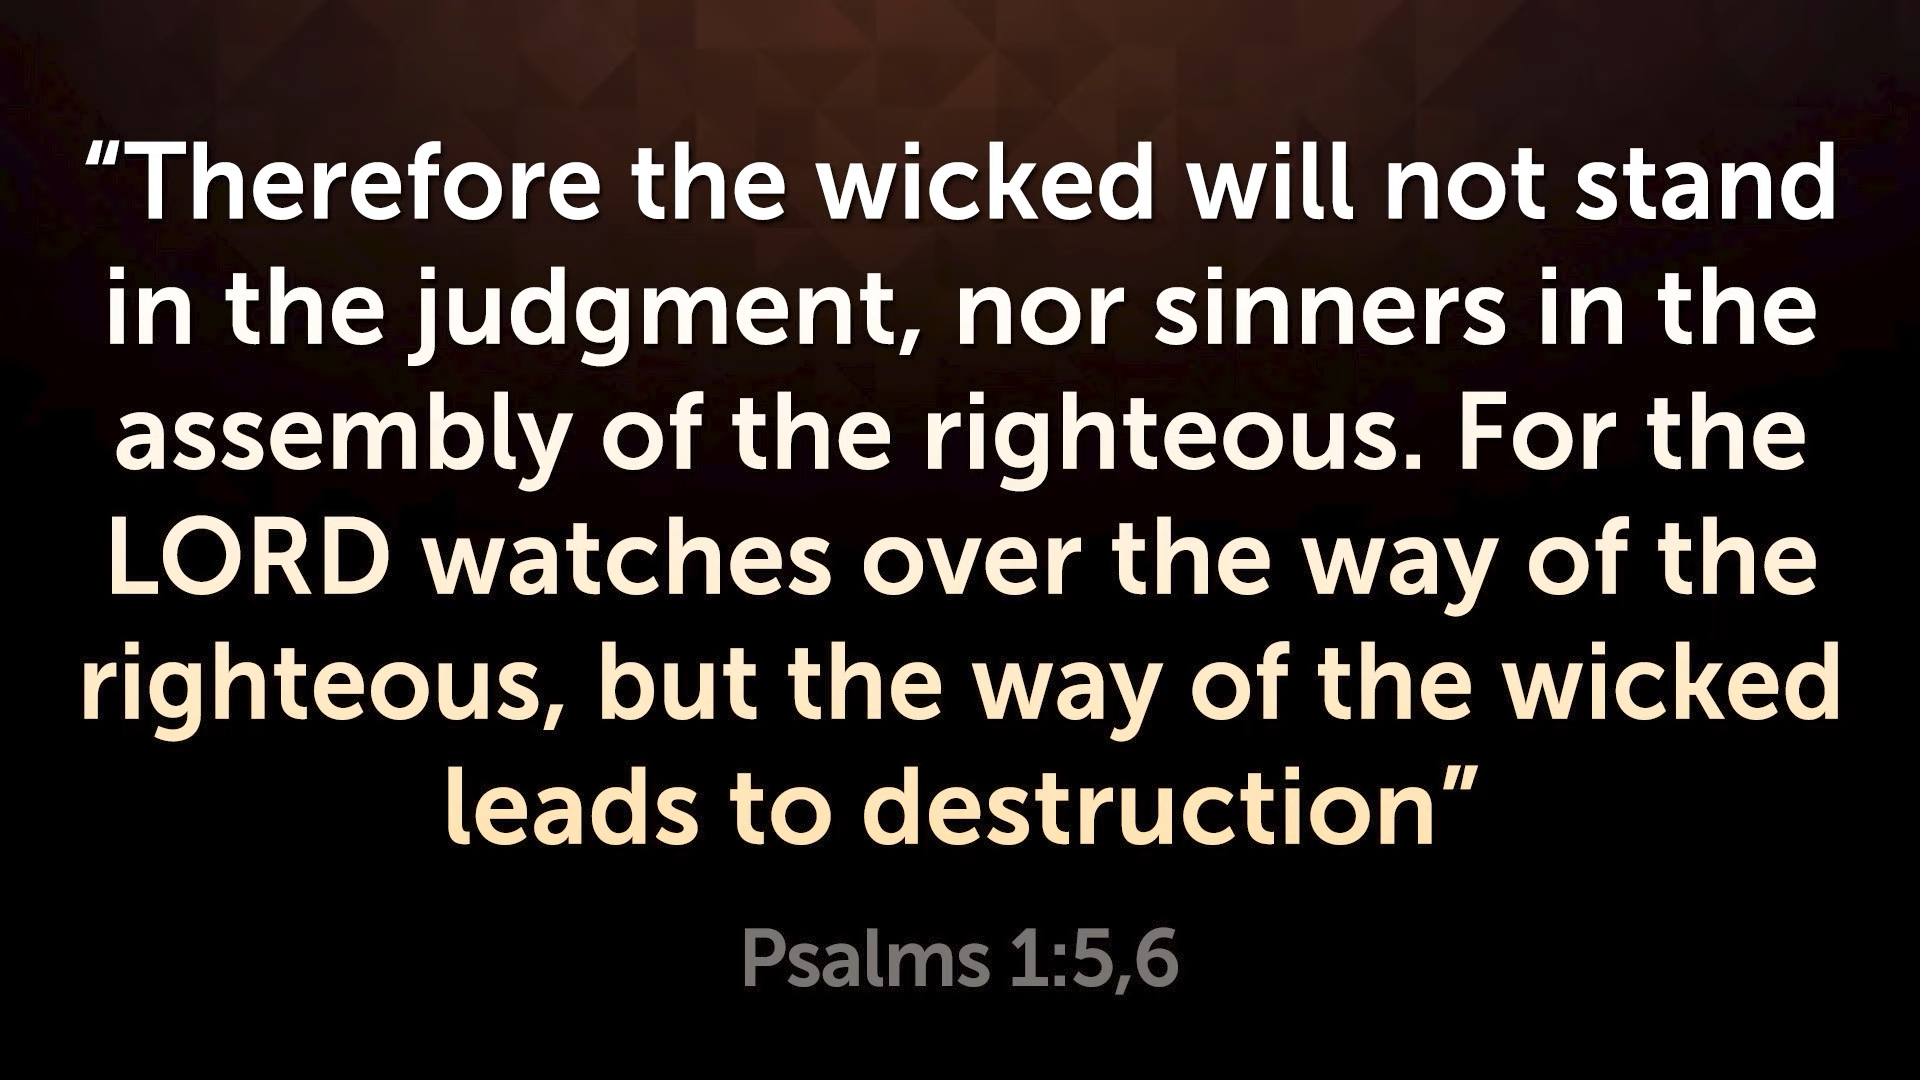 “Therefore the wicked will not stand
in the judgment, nor sinners in the
assembly of the righteous. For the
LORD watches over the way of the
righteous, but the way of the wicked
leads to destruction”
Psalms 1:5,6